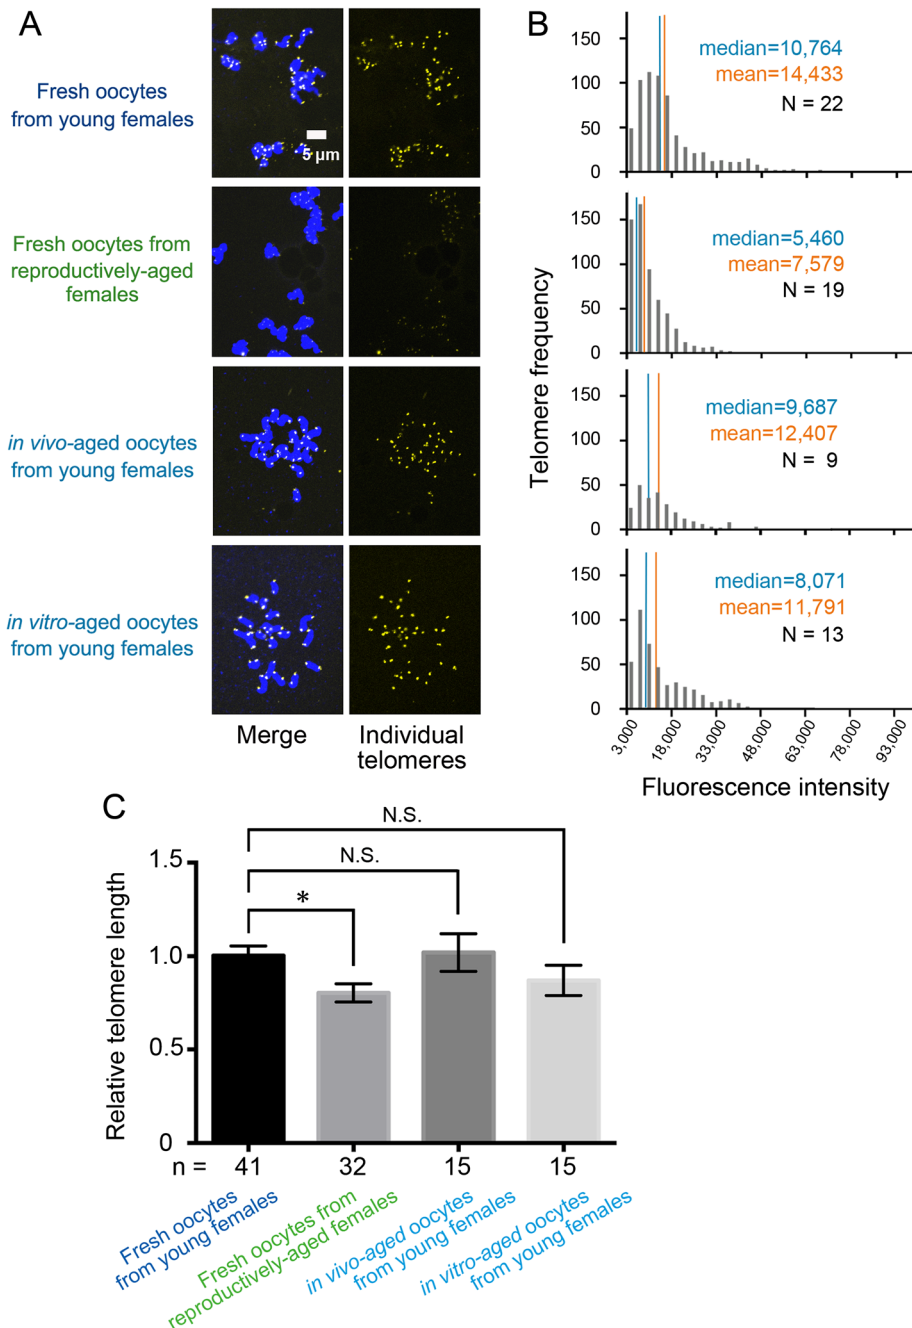 A
Fresh oocytes
from young females
5 µm
Fresh oocytes from
reproductively-aged
females
in vivo-aged oocytes
from young females
in vitro-aged oocytes
from young females
Merge
Individual
telomeres
B
Telomere frequency
150
100
50
0
median=10,764
mean=14,433
N = 22
150
100
50
0
median=5,460
mean=7,579
N = 19
150
100
50
0
median=9,687
mean=12,407
N = 9
150
100
50
0
median=8,071
mean=11,791
N = 13
3,000
18,000
33,000
48,000
63,000
78,000
93,000
Fluorescence intensity
C
Relative telomere length
1.5
1.0
0.5
0
N.S.
N.S.
*
n = 41 32 15 15
Fresh oocytes
from young females
Fresh oocytes from
reproductively-aged females
in vivo-aged oocytes
from young females
in vitro-aged oocytes
from young females